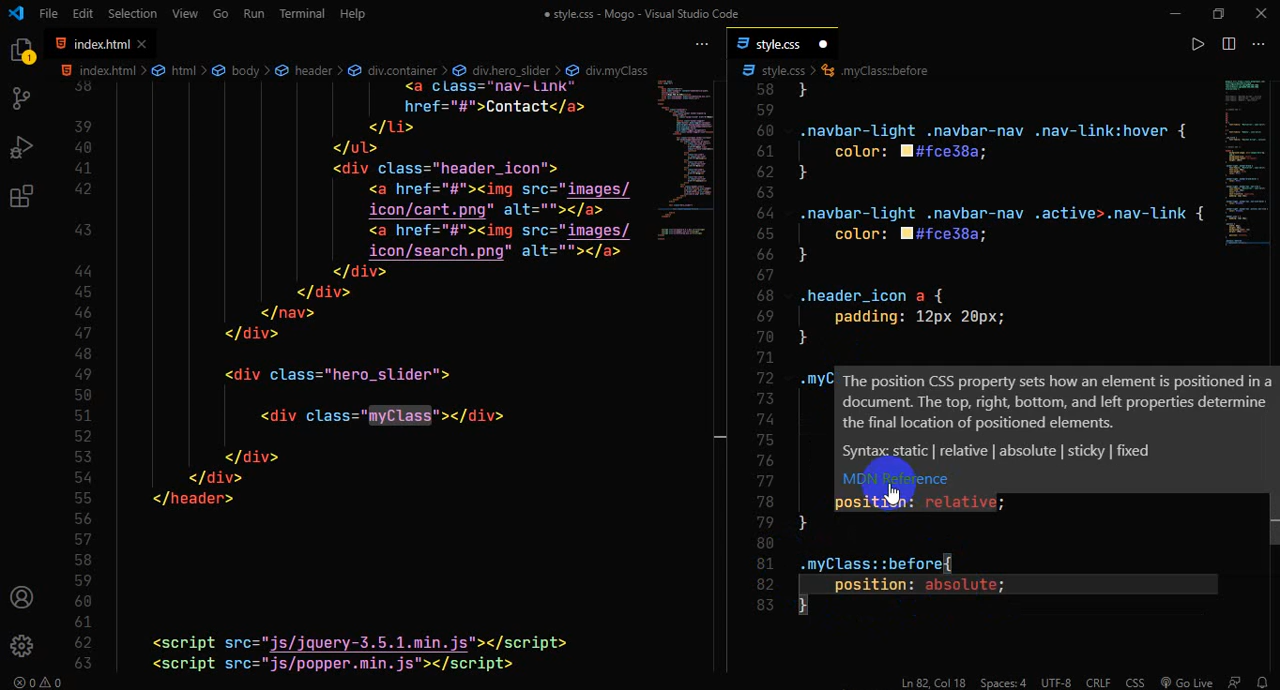 File Edit Selection View Go Run Terminal Help
● style.css - Mogo - Visual Studio Code
index.html
style.css
index.html > html > body > header > div.container > div.hero_slider > div.myClass
style.css > .myClass::before
1
38 <a class="nav-link"
href="#">Contact</a>
39 </li>
40 </ul>
41 <div class="header_icon">
42 <a href="#"><img src="images/
icon/cart.png" alt=""></a>
43 <a href="#"><img src="images/
icon/search.png" alt=""></a>
44 </div>
45 </div>
46 </nav>
47 </div>
48
49 <div class="hero_slider">
50
51 <div class="myClass"></div>
52
53 </div>
54 </div>
55 </header>
56
57
58
59
60
61
62 <script src="js/jquery-3.5.1.min.js"></script>
63 <script src="js/popper.min.js"></script>
58 }
59
60 .navbar-light .navbar-nav .nav-link:hover {
61 color: #fce38a;
62 }
63
64 .navbar-light .navbar-nav .active>.nav-link {
65 color: #fce38a;
66 }
67
68 .header_icon a {
69 padding: 12px 20px;
70 }
71
72 .myC
73
74
75
76
77
The position CSS property sets how an element is positioned in a
document. The top, right, bottom, and left properties determine
the final location of positioned elements.
Syntax: static | relative | absolute | sticky | fixed
MDN Reference
78 position: relative;
79 }
80
81 .myClass::before{
82 position: absolute;
83 }
0 0
Ln 82, Col 18 Spaces: 4 UTF-8 CRLF CSS Go Live